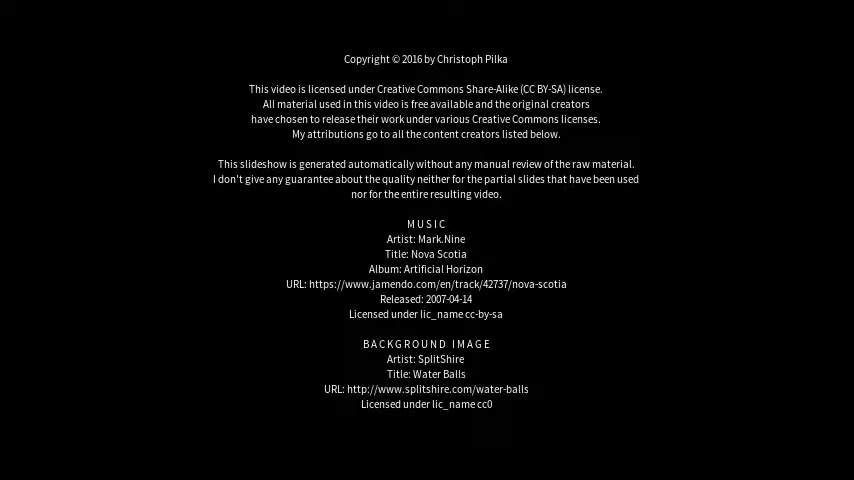 Copyright © 2016 by Christoph Pilka
This video is licensed under Creative Commons Share-Alike (CC BY-SA) license.
All material used in this video is free available and the original creators
have chosen to release their work under various Creative Commons licenses.
My attributions go to all the content creators listed below.
This slideshow is generated automatically without any manual review of the raw material.
I don't give any guarantee about the quality neither for the partial slides that have been used
nor for the entire resulting video.
MUSIC
Artist: Mark.Nine
Title: Nova Scotia
Album: Artificial Horizon
URL: https://www.jamendo.com/en/track/42737/nova-scotia
Released: 2007-04-14
Licensed under lic_name cc-by-sa
BACKGROUND IMAGE
Artist: SplitShire
Title: Water Balls
URL: http://www.splitshire.com/water-balls
Licensed under lic_name cc0